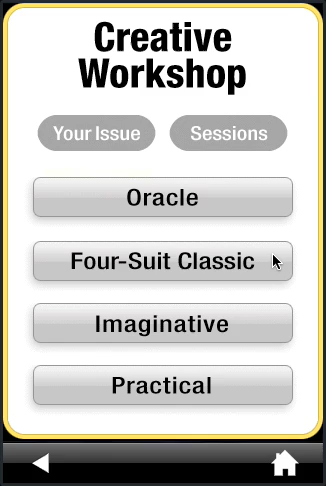 Creative
Workshop
Your Issue Sessions
Oracle
Four-Suit Classic
Imaginative
Practical